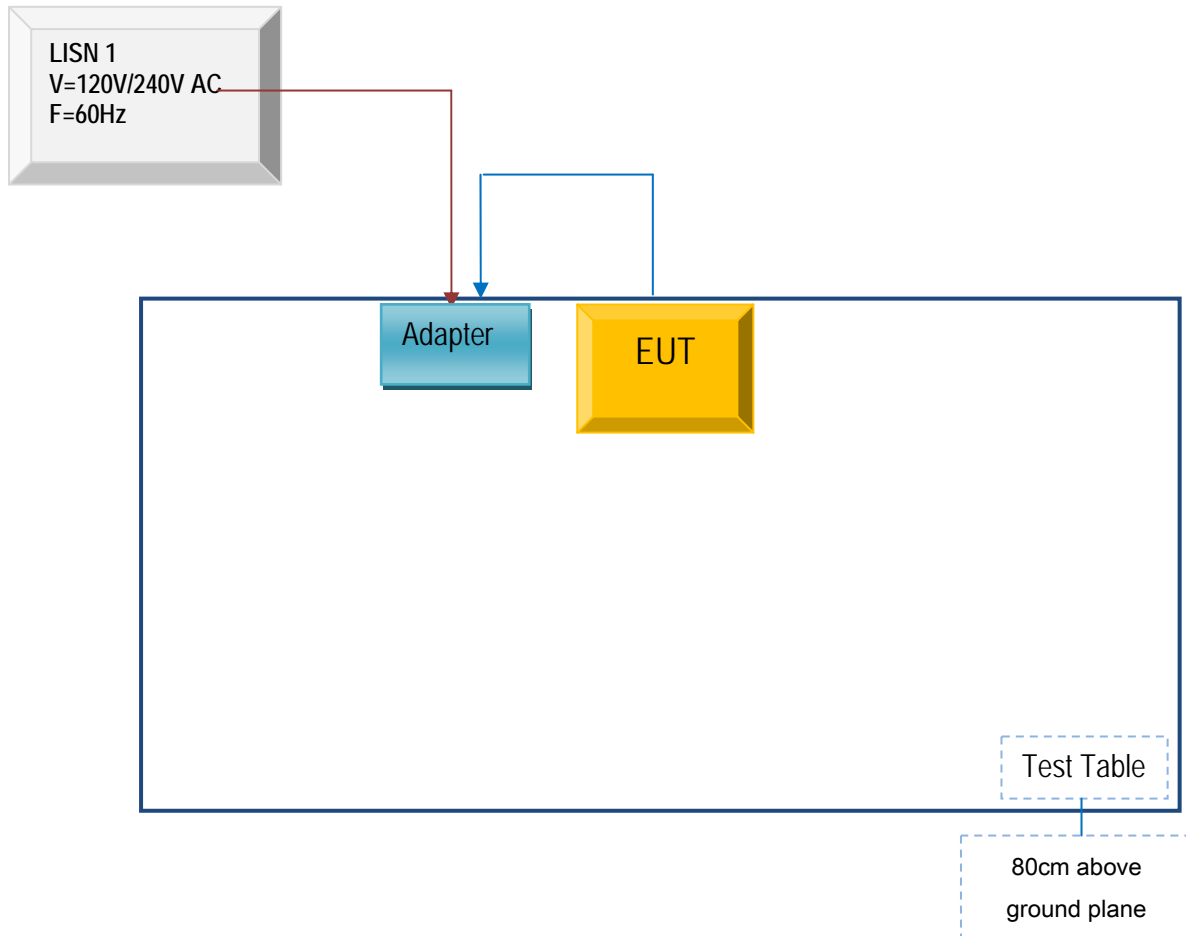 LISN 1
V=120V/240V AC
F=60Hz
Adapter
EUT
Test Table
80cm above
ground plane